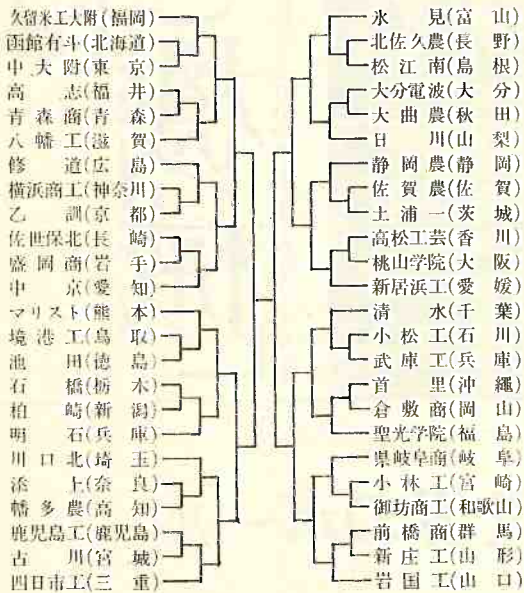 久留米工大附(福岡)
函館有斗(北海道)
中大附(東京)
高志(福井)
青森商(青森)
八幡工(滋賀)
修道(広島)
横浜商工(神奈川)
乙訓(京都)
佐世保北(長崎)
盛岡商(岩手)
中京(愛知)
マリスト(熊本)
境港工(鳥取)
池田(徳島)
石橋(栃木)
柏崎(新潟)
明石(兵庫)
川口北(埼玉)
添上(奈良)
幡多農(高知)
鹿児島工(鹿児島)
古川(宮城)
四日市工(三重)
氷見(富山)
北佐久農(長野)
松江南(島根)
大分電波(大分)
大曲農(秋田)
日川(山梨)
静岡農(静岡)
佐賀農(佐賀)
土浦一(茨城)
高松工芸(香川)
桃山学院(大阪)
新居浜工(愛媛)
清水(千葉)
小松工(石川)
武庫工(兵庫)
首里(沖縄)
倉敷商(岡山)
聖光学院(福島)
県岐阜商(岐阜)
小林工(宮崎)
御坊商工(和歌山)
前橋商(群馬)
新庄工(山形)
岩国工(山口)